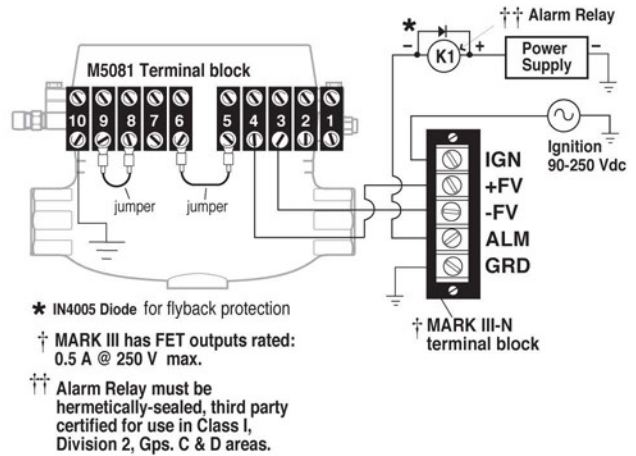 M5081 Terminal block
10 9 8 7 6 5 4 3 2 1
jumper
jumper
*
†† Alarm Relay
– K1 +
Power
Supply
–
Ignition
90-250 Vdc
IGN
+FV
-FV
ALM
GRD
† MARK III-N
terminal block
* IN4005 Diode for flyback protection
† MARK III has FET outputs rated:
0.5 A @ 250 V max.
†† Alarm Relay must be
hermetically-sealed, third party
certified for use in Class I,
Division 2, Gps. C & D areas.